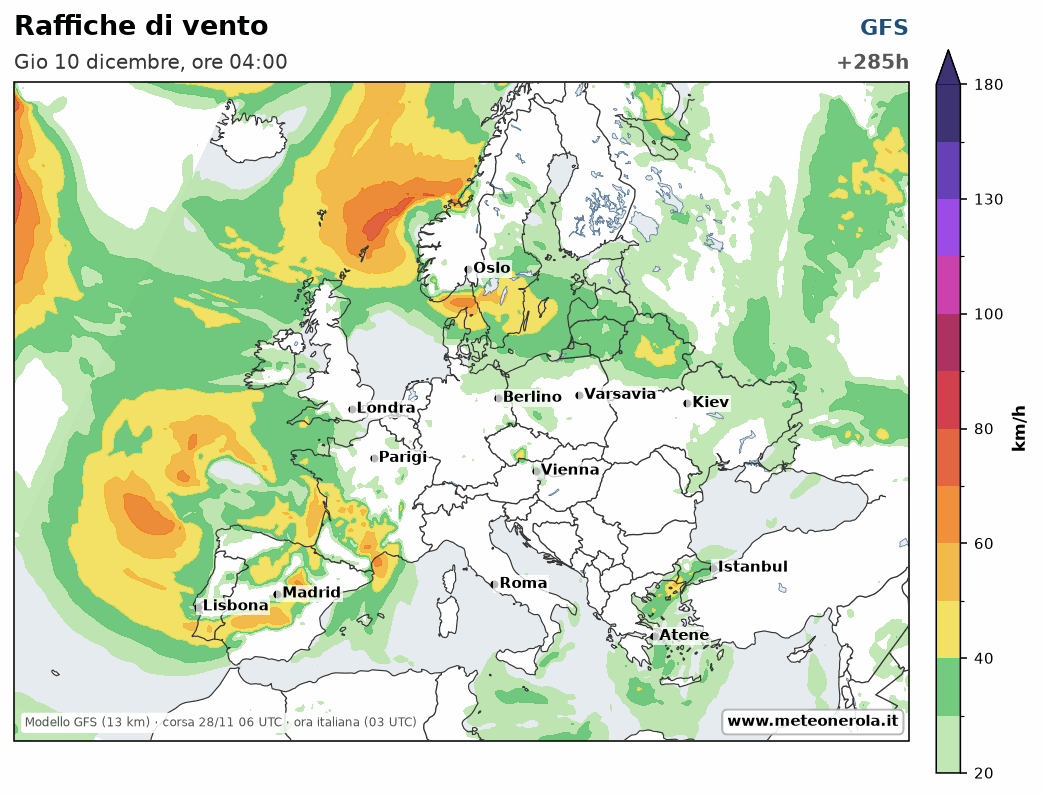 Raffiche di vento
GFS
Gio 10 dicembre, ore 04:00
+285h
180
130
100
80
60
40
20
km/h
Oslo
Berlino
Varsavia
Kiev
Londra
Parigi
Vienna
Istanbul
Roma
Madrid
Lisbona
Atene
Modello GFS (13 km) · corsa 28/11 06 UTC · ora italiana (03 UTC)
www.meteonerola.it